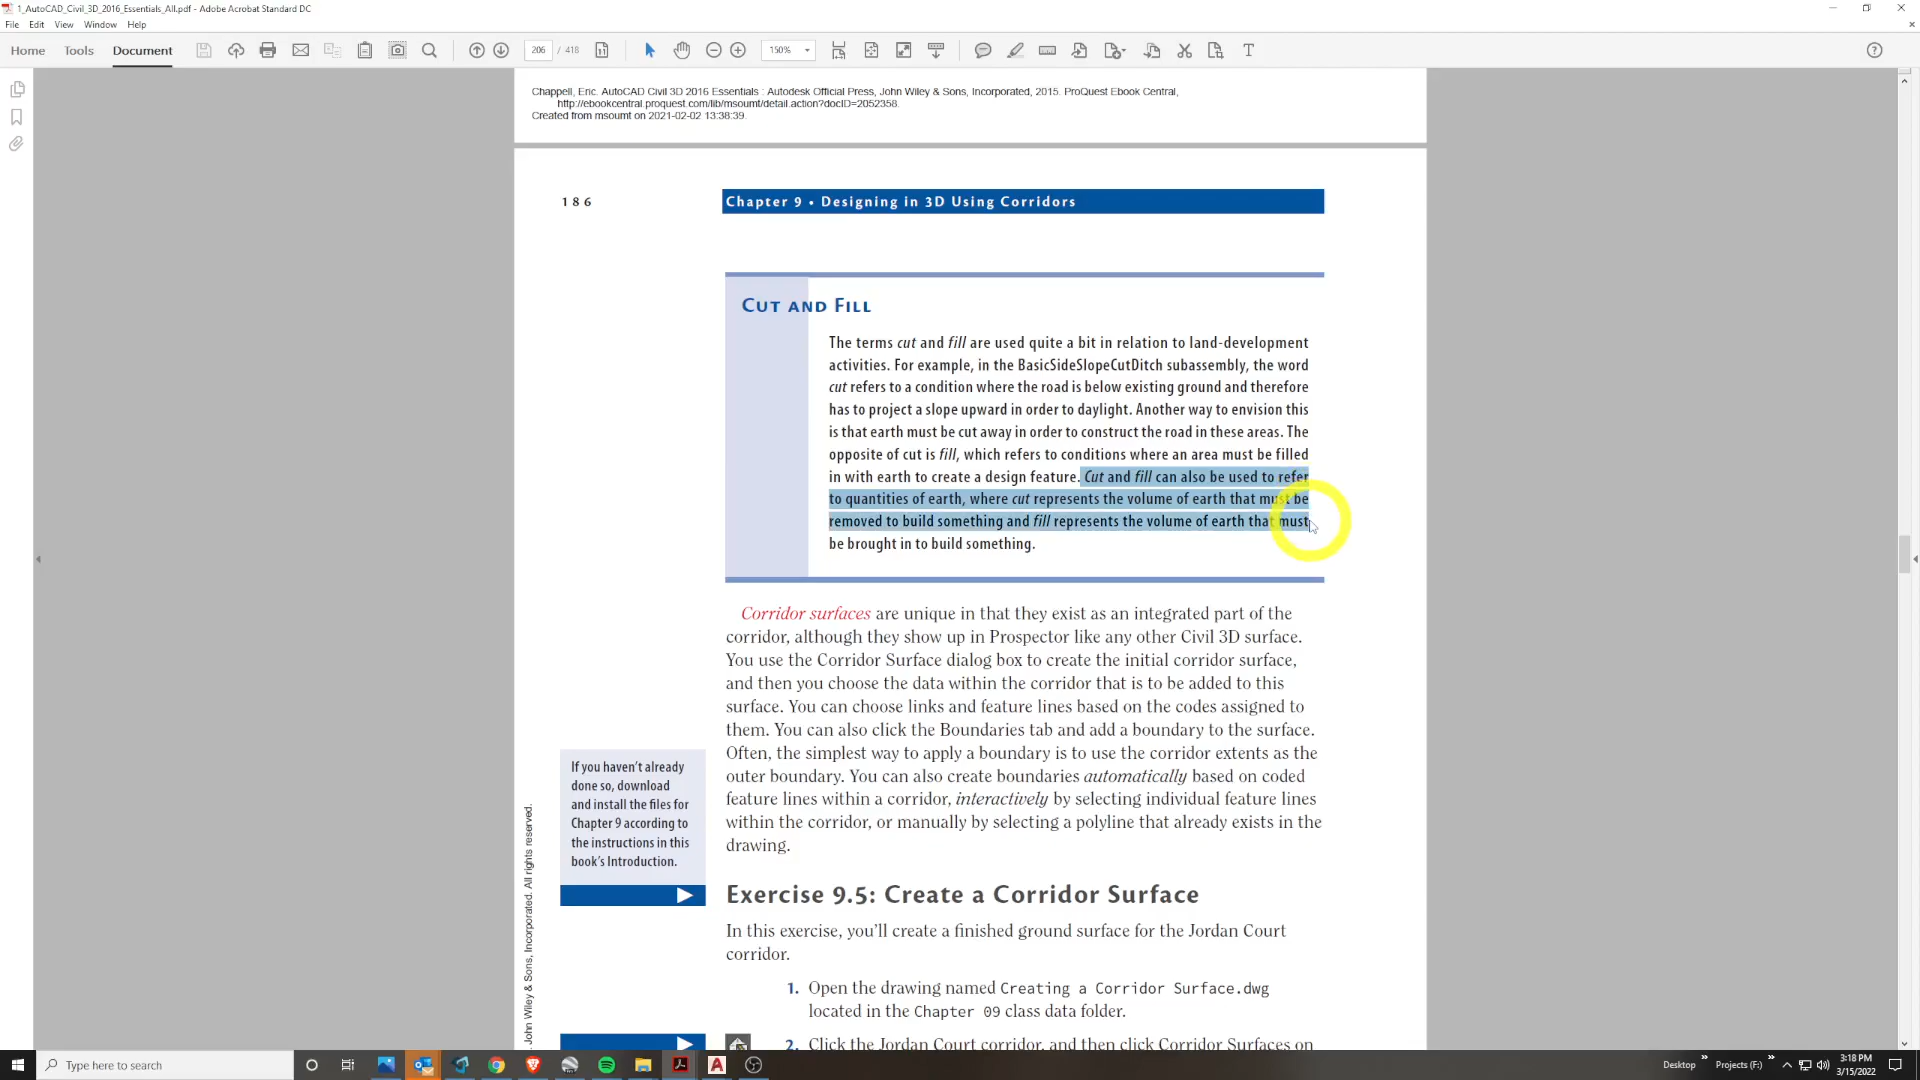 1_AutoCAD_Civil_3D_2016_Essentials_All.pdf - Adobe Acrobat Standard DC
File Edit View Window Help
Home Tools Document 206 / 418 150%
Chappell, Eric. AutoCAD Civil 3D 2016 Essentials : Autodesk Official Press, John Wiley & Sons, Incorporated, 2015. ProQuest Ebook Central,
http://ebookcentral.proquest.com/lib/msoumt/detail.action?docID=2052358.
Created from msoumt on 2021-02-02 13:38:39.
186
Chapter 9 • Designing in 3D Using Corridors
Cut and Fill
The terms cut and fill are used quite a bit in relation to land-development
activities. For example, in the BasicSideSlopeCutDitch subassembly, the word
cut refers to a condition where the road is below existing ground and therefore
has to project a slope upward in order to daylight. Another way to envision this
is that earth must be cut away in order to construct the road in these areas. The
opposite of cut is fill, which refers to conditions where an area must be filled
in with earth to create a design feature. Cut and fill can also be used to refer
to quantities of earth, where cut represents the volume of earth that must be
removed to build something and fill represents the volume of earth that must
be brought in to build something.
Corridor surfaces are unique in that they exist as an integrated part of the
corridor, although they show up in Prospector like any other Civil 3D surface.
You use the Corridor Surface dialog box to create the initial corridor surface,
and then you choose the data within the corridor that is to be added to this
surface. You can choose links and feature lines based on the codes assigned to
them. You can also click the Boundaries tab and add a boundary to the surface.
Often, the simplest way to apply a boundary is to use the corridor extents as the
outer boundary. You can also create boundaries automatically based on coded
feature lines within a corridor, interactively by selecting individual feature lines
within the corridor, or manually by selecting a polyline that already exists in the
drawing.
If you haven't already
done so, download
and install the files for
Chapter 9 according to
the instructions in this
book's Introduction.
John Wiley & Sons, Incorporated. All rights reserved.
Exercise 9.5: Create a Corridor Surface
In this exercise, you'll create a finished ground surface for the Jordan Court
corridor.
1. Open the drawing named Creating a Corridor Surface.dwg
located in the Chapter 09 class data folder.
2. Click the Jordan Court corridor, and then click Corridor Surfaces on
Type here to search
Desktop
Projects (F:)
3:18 PM
3/15/2022